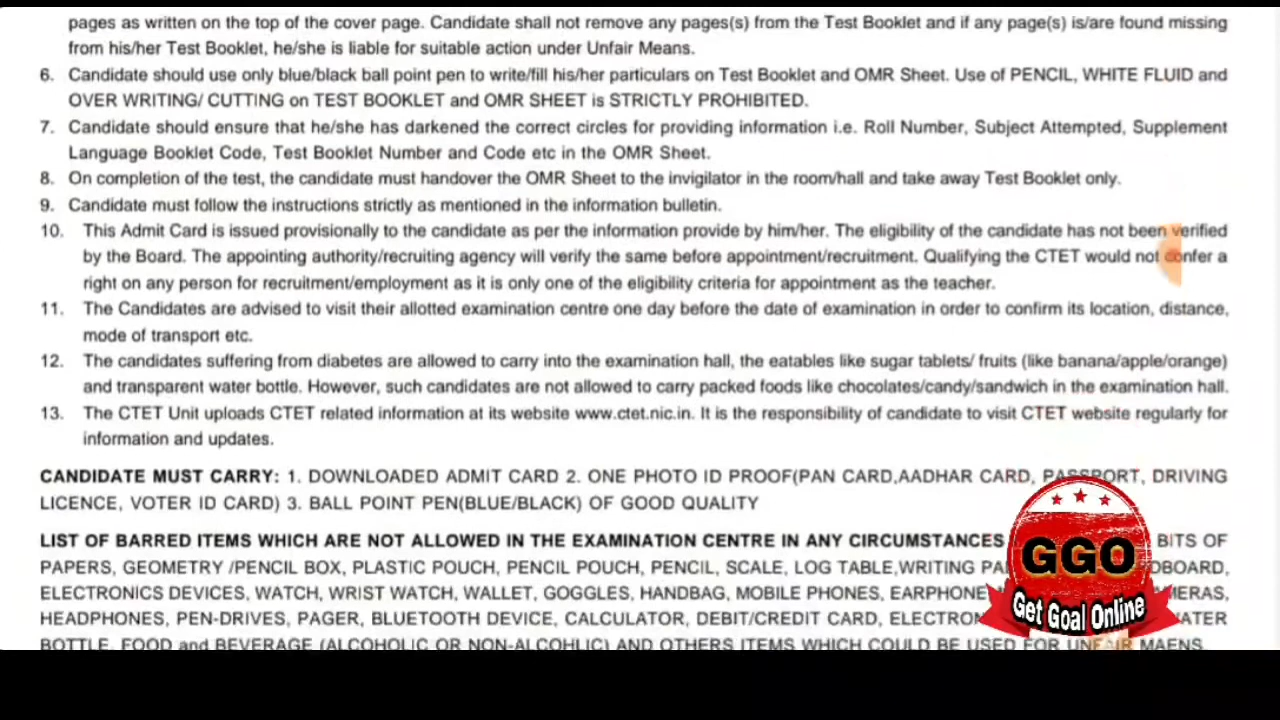 pages as written on the top of the cover page. Candidate shall not remove any pages(s) from the Test Booklet and if any page(s) is/are found missing
from his/her Test Booklet, he/she is liable for suitable action under Unfair Means.
6. Candidate should use only blue/black ball point pen to write/fill his/her particulars on Test Booklet and OMR Sheet. Use of PENCIL, WHITE FLUID and
OVER WRITING/ CUTTING on TEST BOOKLET and OMR SHEET is STRICTLY PROHIBITED.
7. Candidate should ensure that he/she has darkened the correct circles for providing information i.e. Roll Number, Subject Attempted, Supplement
Language Booklet Code, Test Booklet Number and Code etc in the OMR Sheet.
8. On completion of the test, the candidate must handover the OMR Sheet to the invigilator in the room/hall and take away Test Booklet only.
9. Candidate must follow the instructions strictly as mentioned in the information bulletin.
10. This Admit Card is issued provisionally to the candidate as per the information provide by him/her. The eligibility of the candidate has not been verified
by the Board. The appointing authority/recruiting agency will verify the same before appointment/recruitment. Qualifying the CTET would not confer a
right on any person for recruitment/employment as it is only one of the eligibility criteria for appointment as the teacher.
11. The Candidates are advised to visit their allotted examination centre one day before the date of examination in order to confirm its location, distance,
mode of transport etc.
12. The candidates suffering from diabetes are allowed to carry into the examination hall, the eatables like sugar tablets/ fruits (like banana/apple/orange)
and transparent water bottle. However, such candidates are not allowed to carry packed foods like chocolates/candy/sandwich in the examination hall.
13. The CTET Unit uploads CTET related information at its website www.ctet.nic.in. It is the responsibility of candidate to visit CTET website regularly for
information and updates.
CANDIDATE MUST CARRY: 1. DOWNLOADED ADMIT CARD 2. ONE PHOTO ID PROOF(PAN CARD,AADHAR CARD, PASSPORT, DRIVING
LICENCE, VOTER ID CARD) 3. BALL POINT PEN(BLUE/BLACK) OF GOOD QUALITY
LIST OF BARRED ITEMS WHICH ARE NOT ALLOWED IN THE EXAMINATION CENTRE IN ANY CIRCUMSTANCES BITS OF
PAPERS, GEOMETRY /PENCIL BOX, PLASTIC POUCH, PENCIL POUCH, PENCIL, SCALE, LOG TABLE,WRITING
ELECTRONICS DEVICES, WATCH, WRIST WATCH, WALLET, GOGGLES, HANDBAG, MOBILE PHONES,
HEADPHONES, PEN-DRIVES, PAGER, BLUETOOTH DEVICE, CALCULATOR, DEBIT/CREDIT CARD,
BOTTLE, FOOD and BEVERAGE (ALCOHOLIC OR NON-ALCOHLIC) AND OTHERS ITEMS WHICH COULD BE USED FOR UNFAIR MAENS
GGO
Get Goal Online